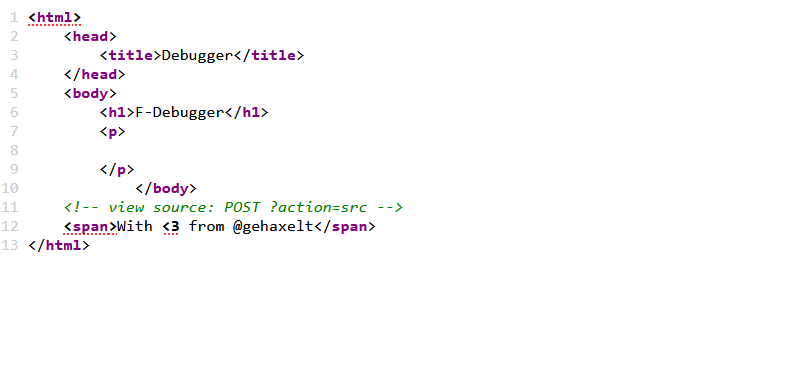 1 <html>
2     <head>
3         <title>Debugger</title>
4     </head>
5     <body>
6         <h1>F-Debugger</h1>
7         <p>
8
9         </p>
10             </body>
11     <!-- view source: POST ?action=src -->
12     <span>With <3 from @gehaxelt</span>
13 </html>